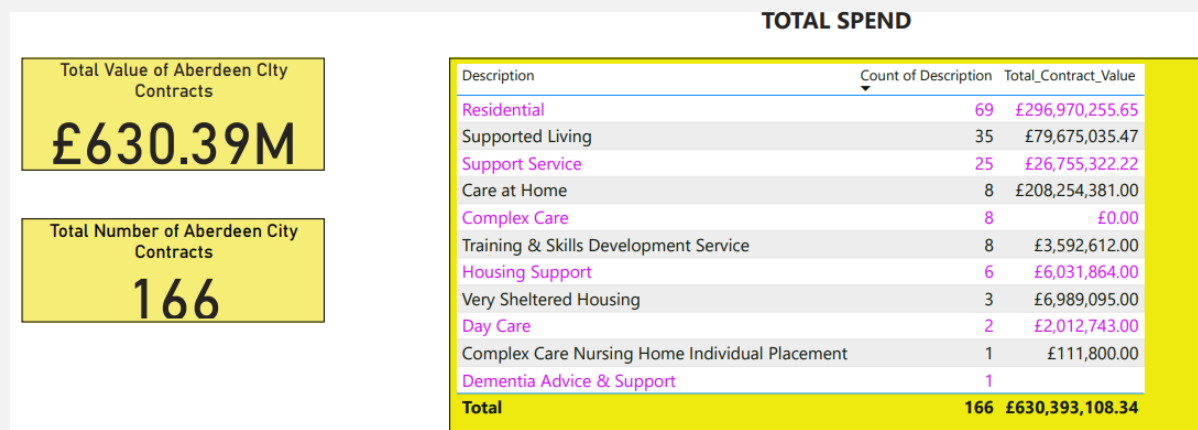 TOTAL SPEND
Total Value of Aberdeen CIty
Contracts
£630.39M
Total Number of Aberdeen City
Contracts
166
Description Count of Description Total_Contract_Value
Residential 69 £296,970,255.65
Supported Living 35 £79,675,035.47
Support Service 25 £26,755,322.22
Care at Home 8 £208,254,381.00
Complex Care 8 £0.00
Training & Skills Development Service 8 £3,592,612.00
Housing Support 6 £6,031,864.00
Very Sheltered Housing 3 £6,989,095.00
Day Care 2 £2,012,743.00
Complex Care Nursing Home Individual Placement 1 £111,800.00
Dementia Advice & Support 1
Total 166 £630,393,108.34